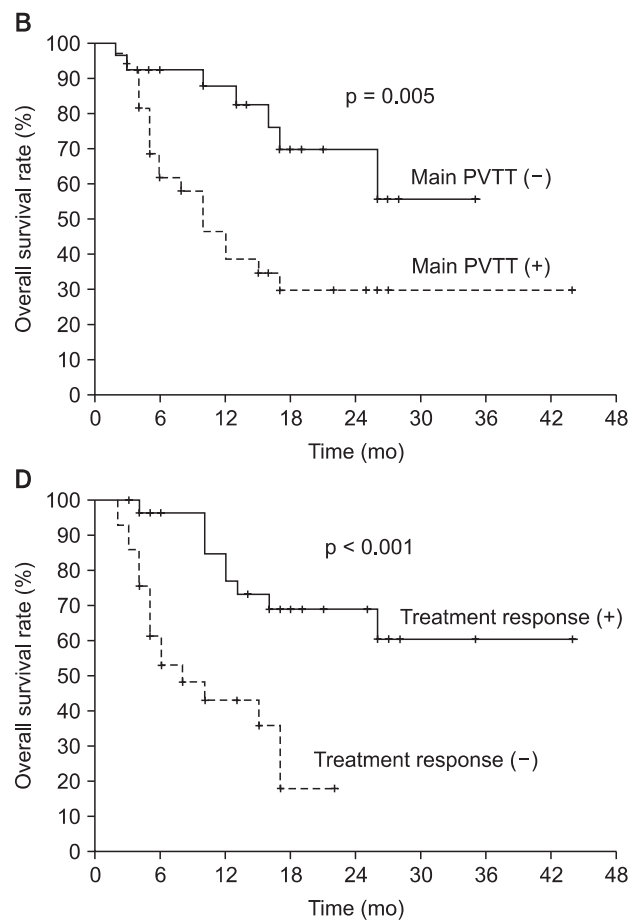 B
100
90
80
70
60
50
40
30
20
10
0
Overall survival rate (%)
p = 0.005
Main PVTT (−)
Main PVTT (+)
0 6 12 18 24 30 36 42 48
Time (mo)
D
100
90
80
70
60
50
40
30
20
10
0
Overall survival rate (%)
p < 0.001
Treatment response (+)
Treatment response (−)
0 6 12 18 24 30 36 42 48
Time (mo)